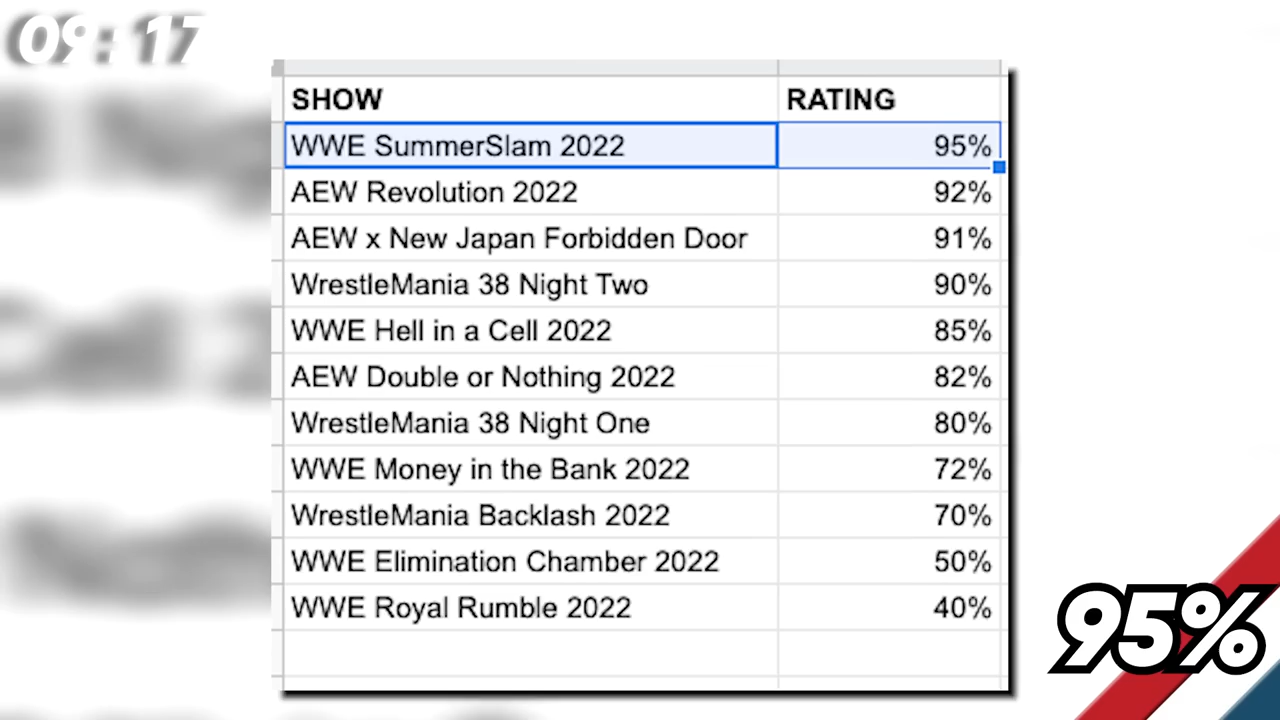 09:17
SHOW RATING
WWE SummerSlam 2022 95%
AEW Revolution 2022 92%
AEW x New Japan Forbidden Door 91%
WrestleMania 38 Night Two 90%
WWE Hell in a Cell 2022 85%
AEW Double or Nothing 2022 82%
WrestleMania 38 Night One 80%
WWE Money in the Bank 2022 72%
WrestleMania Backlash 2022 70%
WWE Elimination Chamber 2022 50%
WWE Royal Rumble 2022 40%
95%